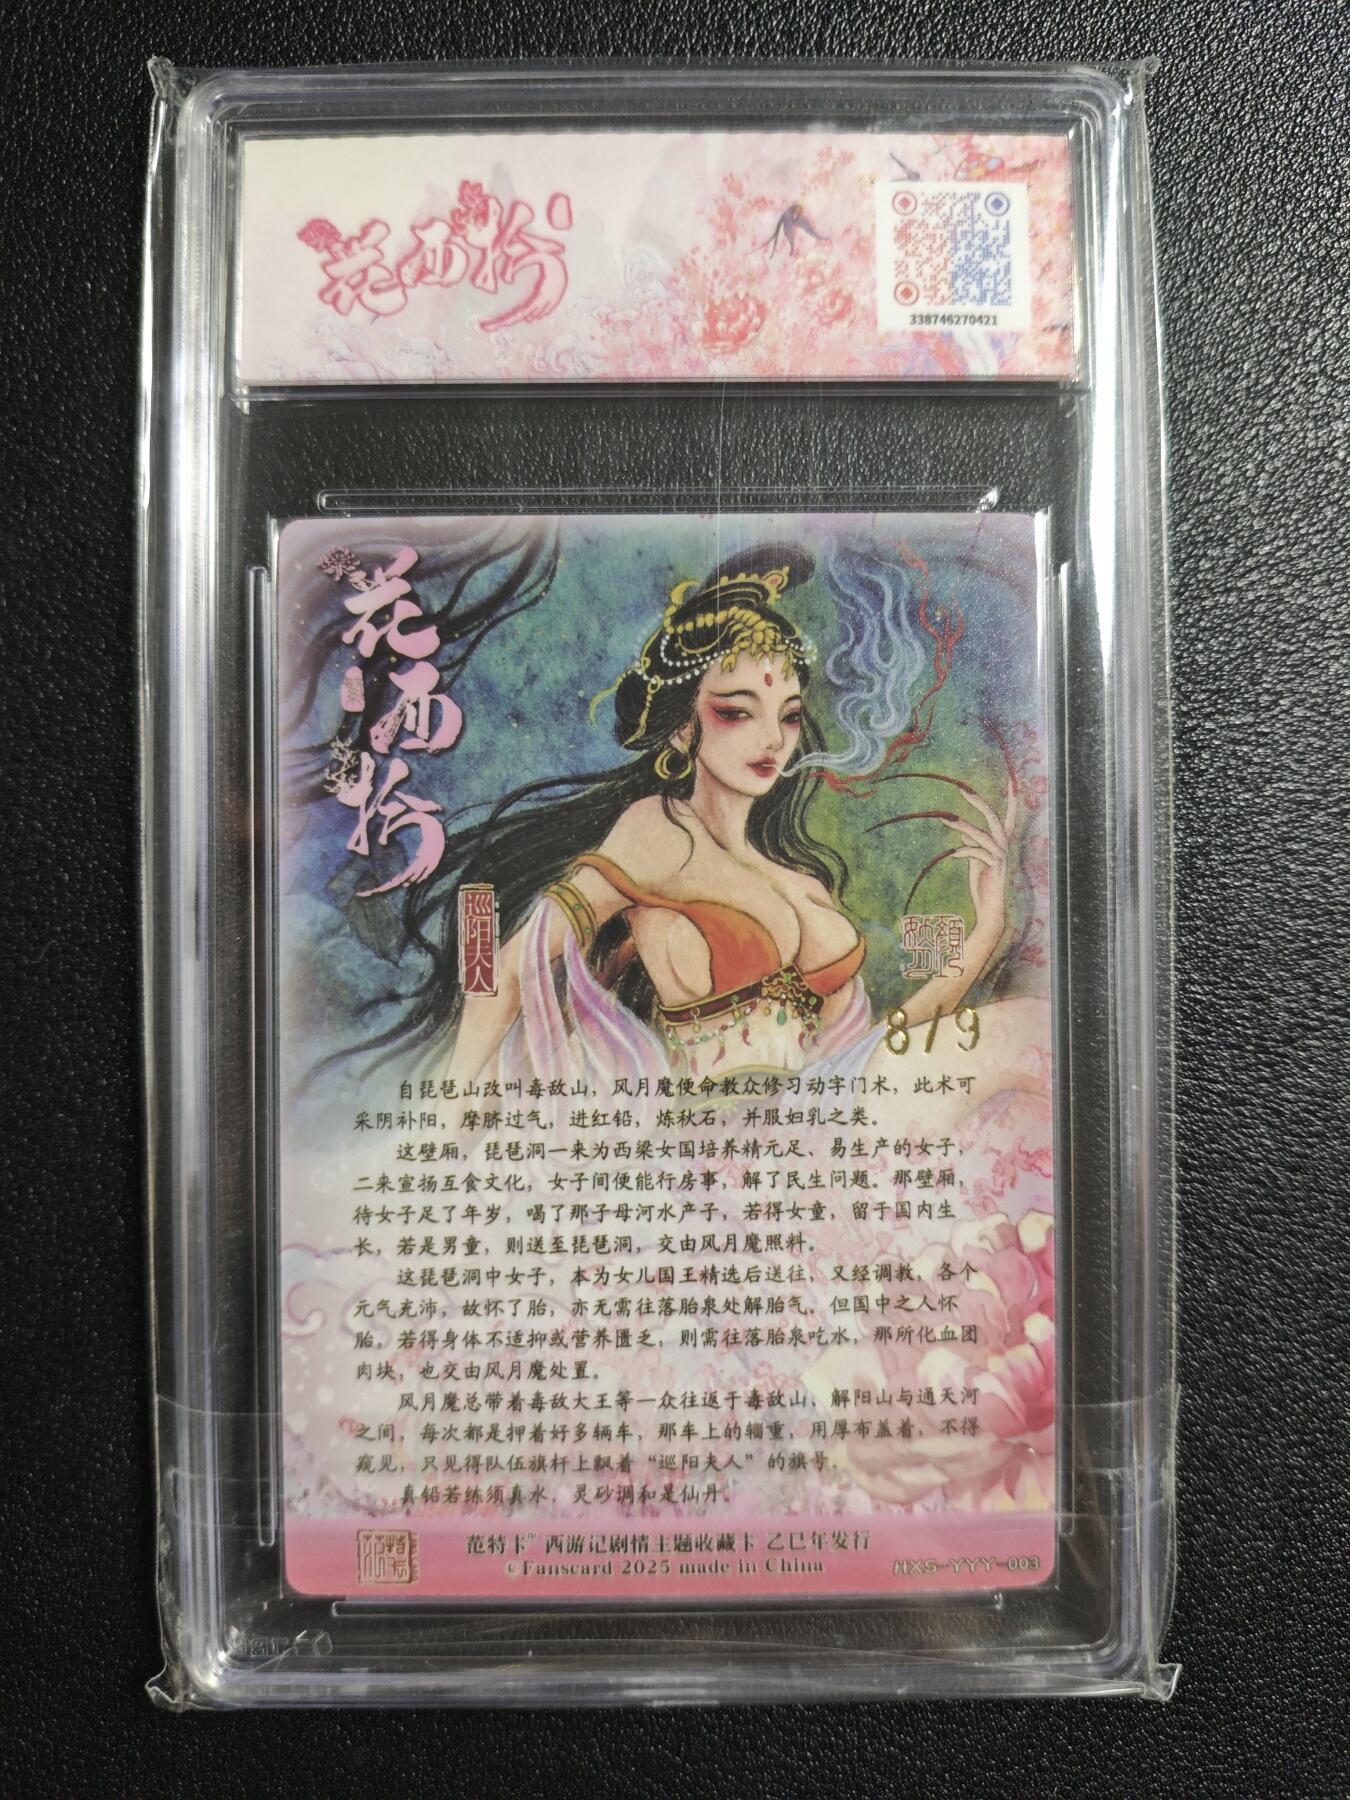 花西拾
338746270421
花西拾
巡阳夫人
8/9
自琵琶山改叫毒敌山，风月魔便命教众修习动字门术，此术可
采阴补阳，摩脐过气，进红铅，炼秋石，并服妇乳之类。
这壁厢，琵琶洞一来为西梁女国培养精元足、易生产的女子，
二来宣扬互食文化，女子间便能行房事，解了民生问题。那壁厢，
待女子足了年岁，喝了那子母河水产子，若得女童，留于国内生
长，若是男童，则送至琵琶洞，交由风月魔照料。
这琵琶洞中女子，本为女儿国王精选后送往，又经调教，各个
元气充沛，故怀了胎，亦无需往落胎泉处解胎气。但国中之人怀
胎，若得身体不适抑或营养匮乏，则需往落胎泉吃水，那所化血团
肉块，也交由风月魔处置。
风月魔总带着毒敌大王等一众往返于毒敌山、解阳山与通天河
之间，每次都是押着好多辆车，那车上的辎重，用厚布盖着，不得
窥见，只见得队伍旗杆上飘着“巡阳夫人”的旗号。
真铅若练须真水，灵砂调和是仙丹。
范特卡™ 西游记剧情主题收藏卡 乙巳年发行
©Fanscard 2025 made in China
HXS-YYY-003